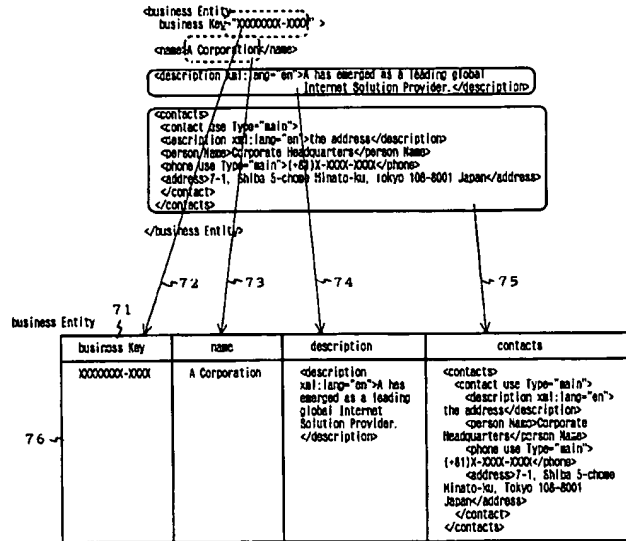 <business Entity
business Key="XXXXXXXX-XXXX" >
<name>A Corporation</name>
<description xml:lang="en">A has emerged as a leading global
Internet Solution Provider.</description>
<contacts>
<contact use Type="main">
<description xml:lang="en">the address</description>
<person Name>Corporate Headquarters</person Name>
<phone use Type="main">(+81)X-XXXX-XXXX</phone>
<address>7-1, Shiba 5-chome Minato-ku, Tokyo 108-8001 Japan</address>
</contact>
</contacts>
</business Entity>
72
73
74
75
71
business Entity
business Key
name
description
contacts
76
XXXXXXXX-XXXX
A Corporation
<description
xml:lang="en">A has
emerged as a leading
global Internet
Solution Provider.
</description>
<contacts>
<contact use Type="main">
<description xml:lang="en">
the address</description>
<person Name>Corporate
Headquarters</person Name>
<phone use Type="main">
(+81)X-XXXX-XXXX</phone>
<address>7-1, Shiba 5-chome
Minato-ku, Tokyo 108-8001
Japan</address>
</contact>
</contacts>